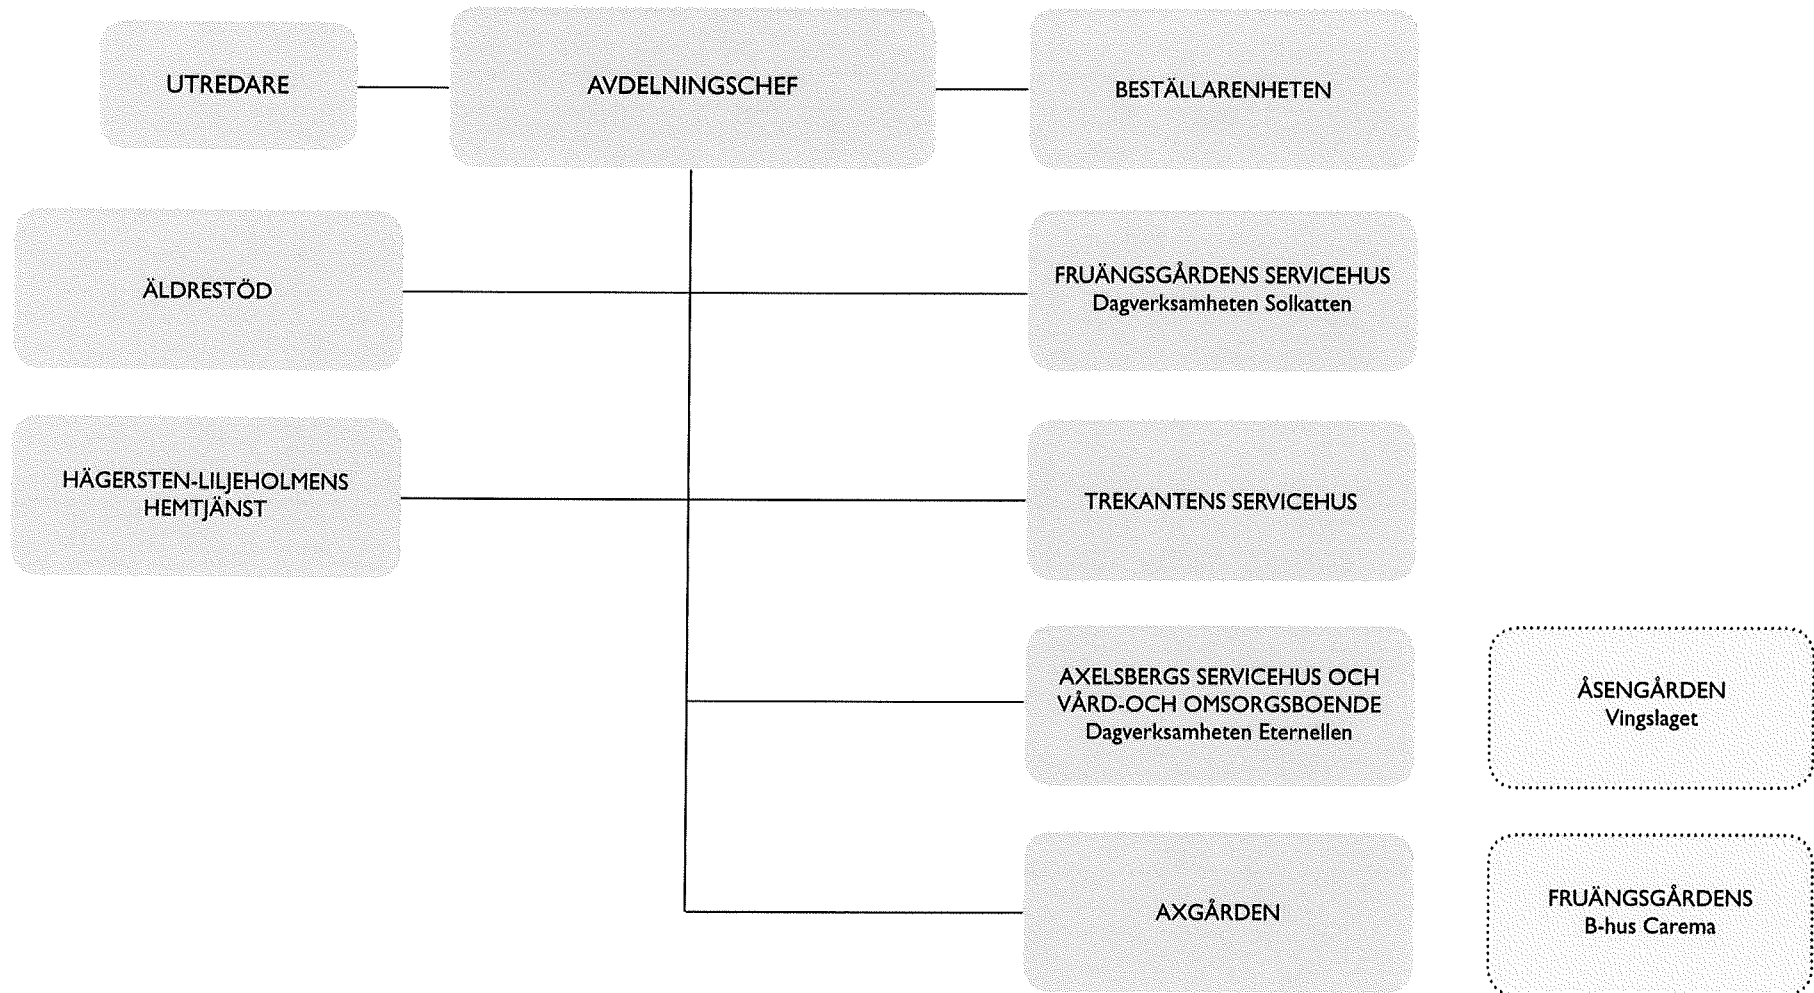 UTREDARE
AVDELNINGSCHEF
BESTÄLLARENHETEN
ÄLDRESTÖD
FRUÄNGSGÅRDENS SERVICEHUS
Dagverksamheten Solkatten
HÄGERSTEN-LILJEHOLMENS
HEMTJÄNST
TREKANTENS SERVICEHUS
AXELSBERGS SERVICEHUS OCH
VÅRD-OCH OMSORGSBOENDE
Dagverksamheten Eternellen
ÅSENGÅRDEN
Vingslaget
AXGÅRDEN
FRUÄNGSGÅRDENS
B-hus Carema